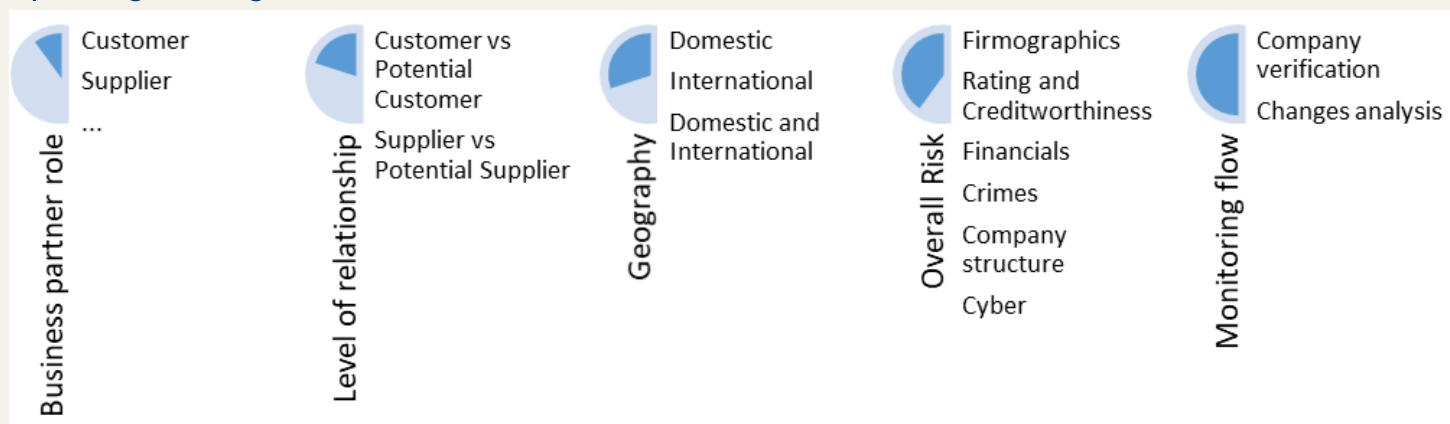 Business partner role
Customer
Supplier
...
Level of relationship
Customer vs
Potential
Customer
Supplier vs
Potential Supplier
Geography
Domestic
International
Domestic and
International
Overall Risk
Firmographics
Rating and
Creditworthiness
Financials
Crimes
Company
structure
Cyber
Monitoring flow
Company
verification
Changes analysis